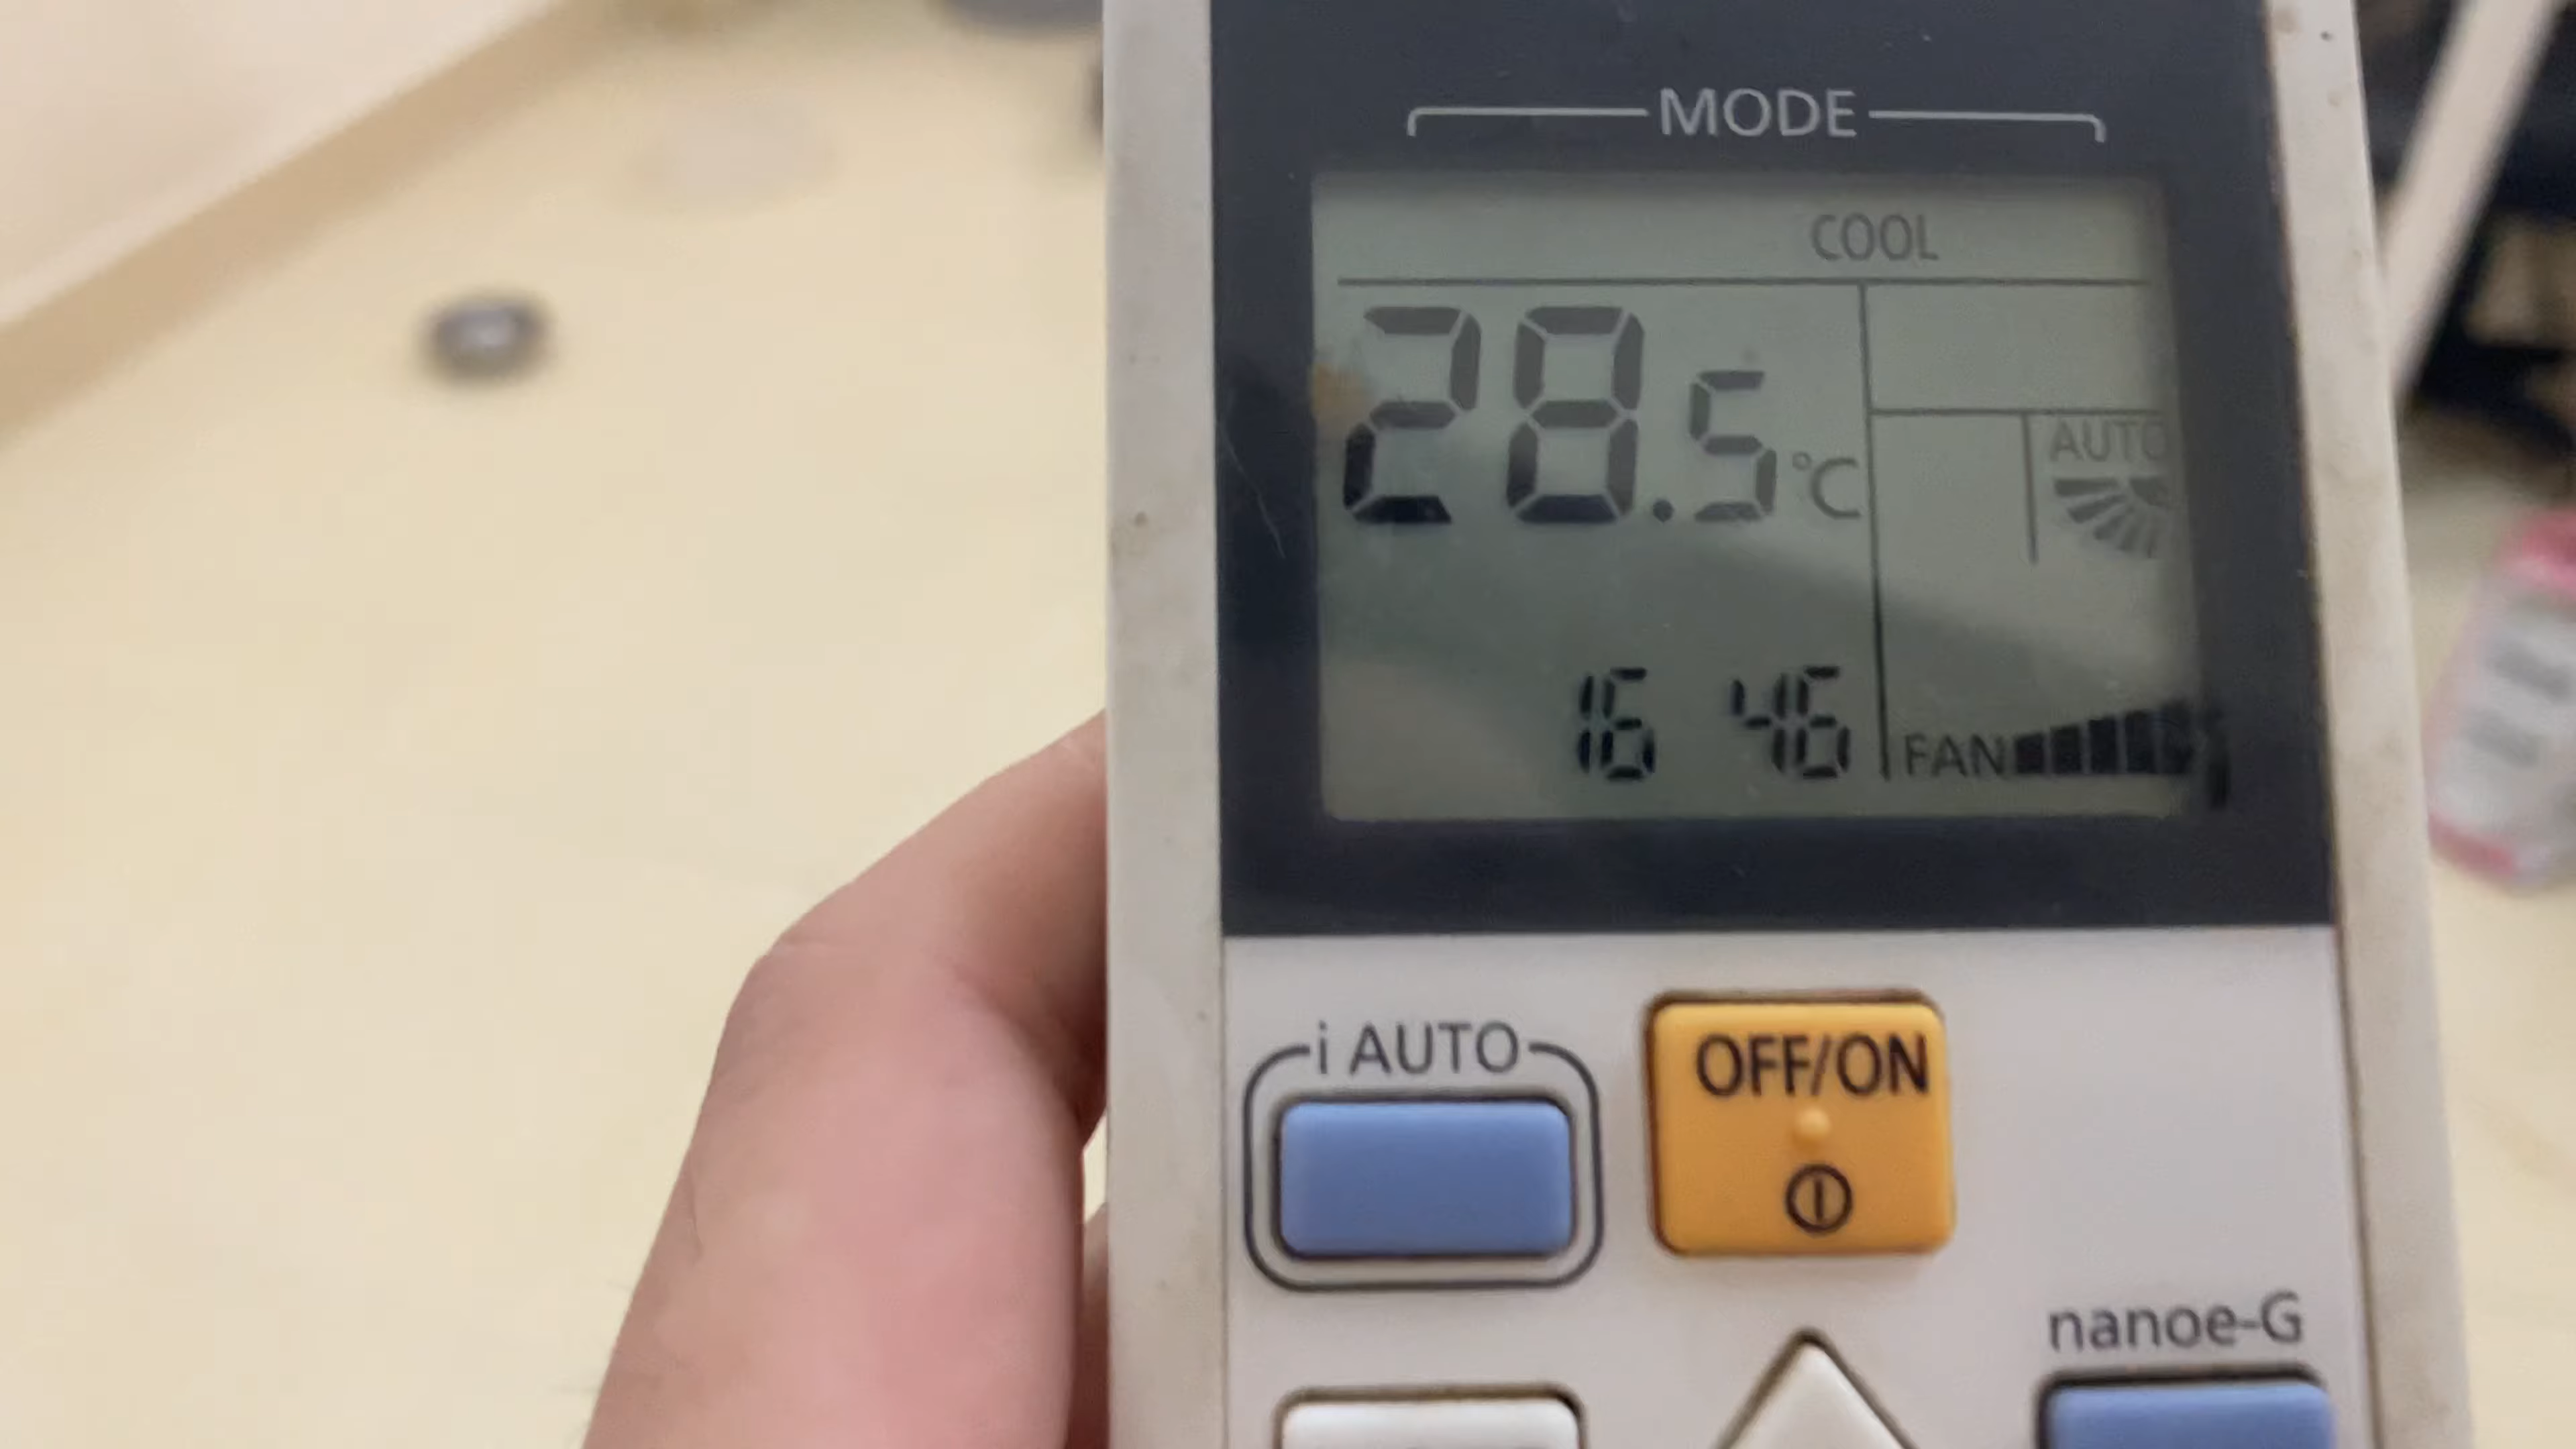 MODE
COOL
28.5°C
AUTO
16 46
FAN
i AUTO
OFF/ON
nanoe-G